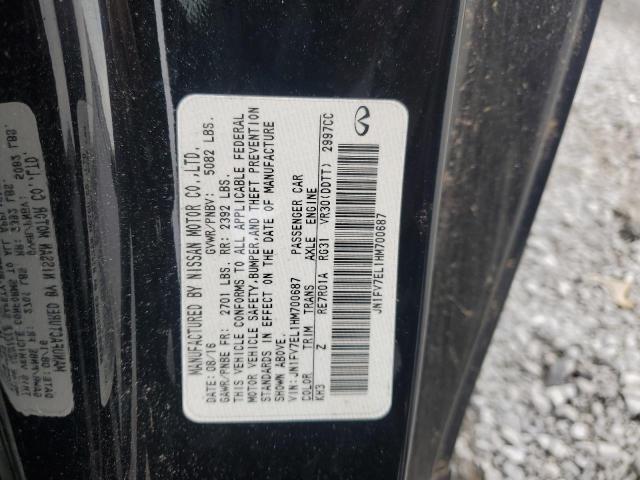 MANUFACTURED BY NISSAN MOTOR CO.,LTD.
DATE: 08/16 GVWR/PNBV: 5082 LBS.
GAWR/PNBE FR: 2701 LBS. RR: 2392 LBS.
THIS VEHICLE CONFORMS TO ALL APPLICABLE FEDERAL
MOTOR VEHICLE SAFETY,BUMPER,AND THEFT PREVENTION
STANDARDS IN EFFECT ON THE DATE OF MANUFACTURE
SHOWN ABOVE.
VIN: JN1FV7EL1HM700687 PASSENGER CAR
COLOR TRIM TRANS AXLE ENGINE
KH3 Z RE7R01A RG31 VR30(DDTT) 2997CC
JN1FV7EL1HM700687